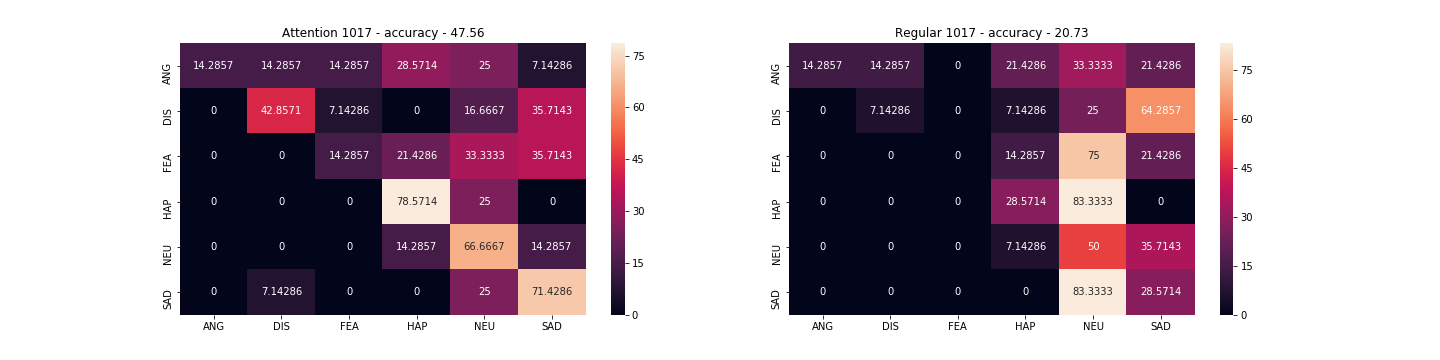 Attention 1017 - accuracy - 47.56
ANG 14.2857 14.2857 14.2857 28.5714 25 7.14286
DIS 0 42.8571 7.14286 0 16.6667 35.7143
FEA 0 0 14.2857 21.4286 33.3333 35.7143
HAP 0 0 0 78.5714 25 0
NEU 0 0 0 14.2857 66.6667 14.2857
SAD 0 7.14286 0 0 25 71.4286
ANG DIS FEA HAP NEU SAD
75
60
45
30
15
0
Regular 1017 - accuracy - 20.73
ANG 14.2857 14.2857 0 21.4286 33.3333 21.4286
DIS 0 7.14286 0 7.14286 25 64.2857
FEA 0 0 0 14.2857 75 21.4286
HAP 0 0 0 28.5714 83.3333 0
NEU 0 0 0 7.14286 50 35.7143
SAD 0 0 0 0 83.3333 28.5714
ANG DIS FEA HAP NEU SAD
75
60
45
30
15
0